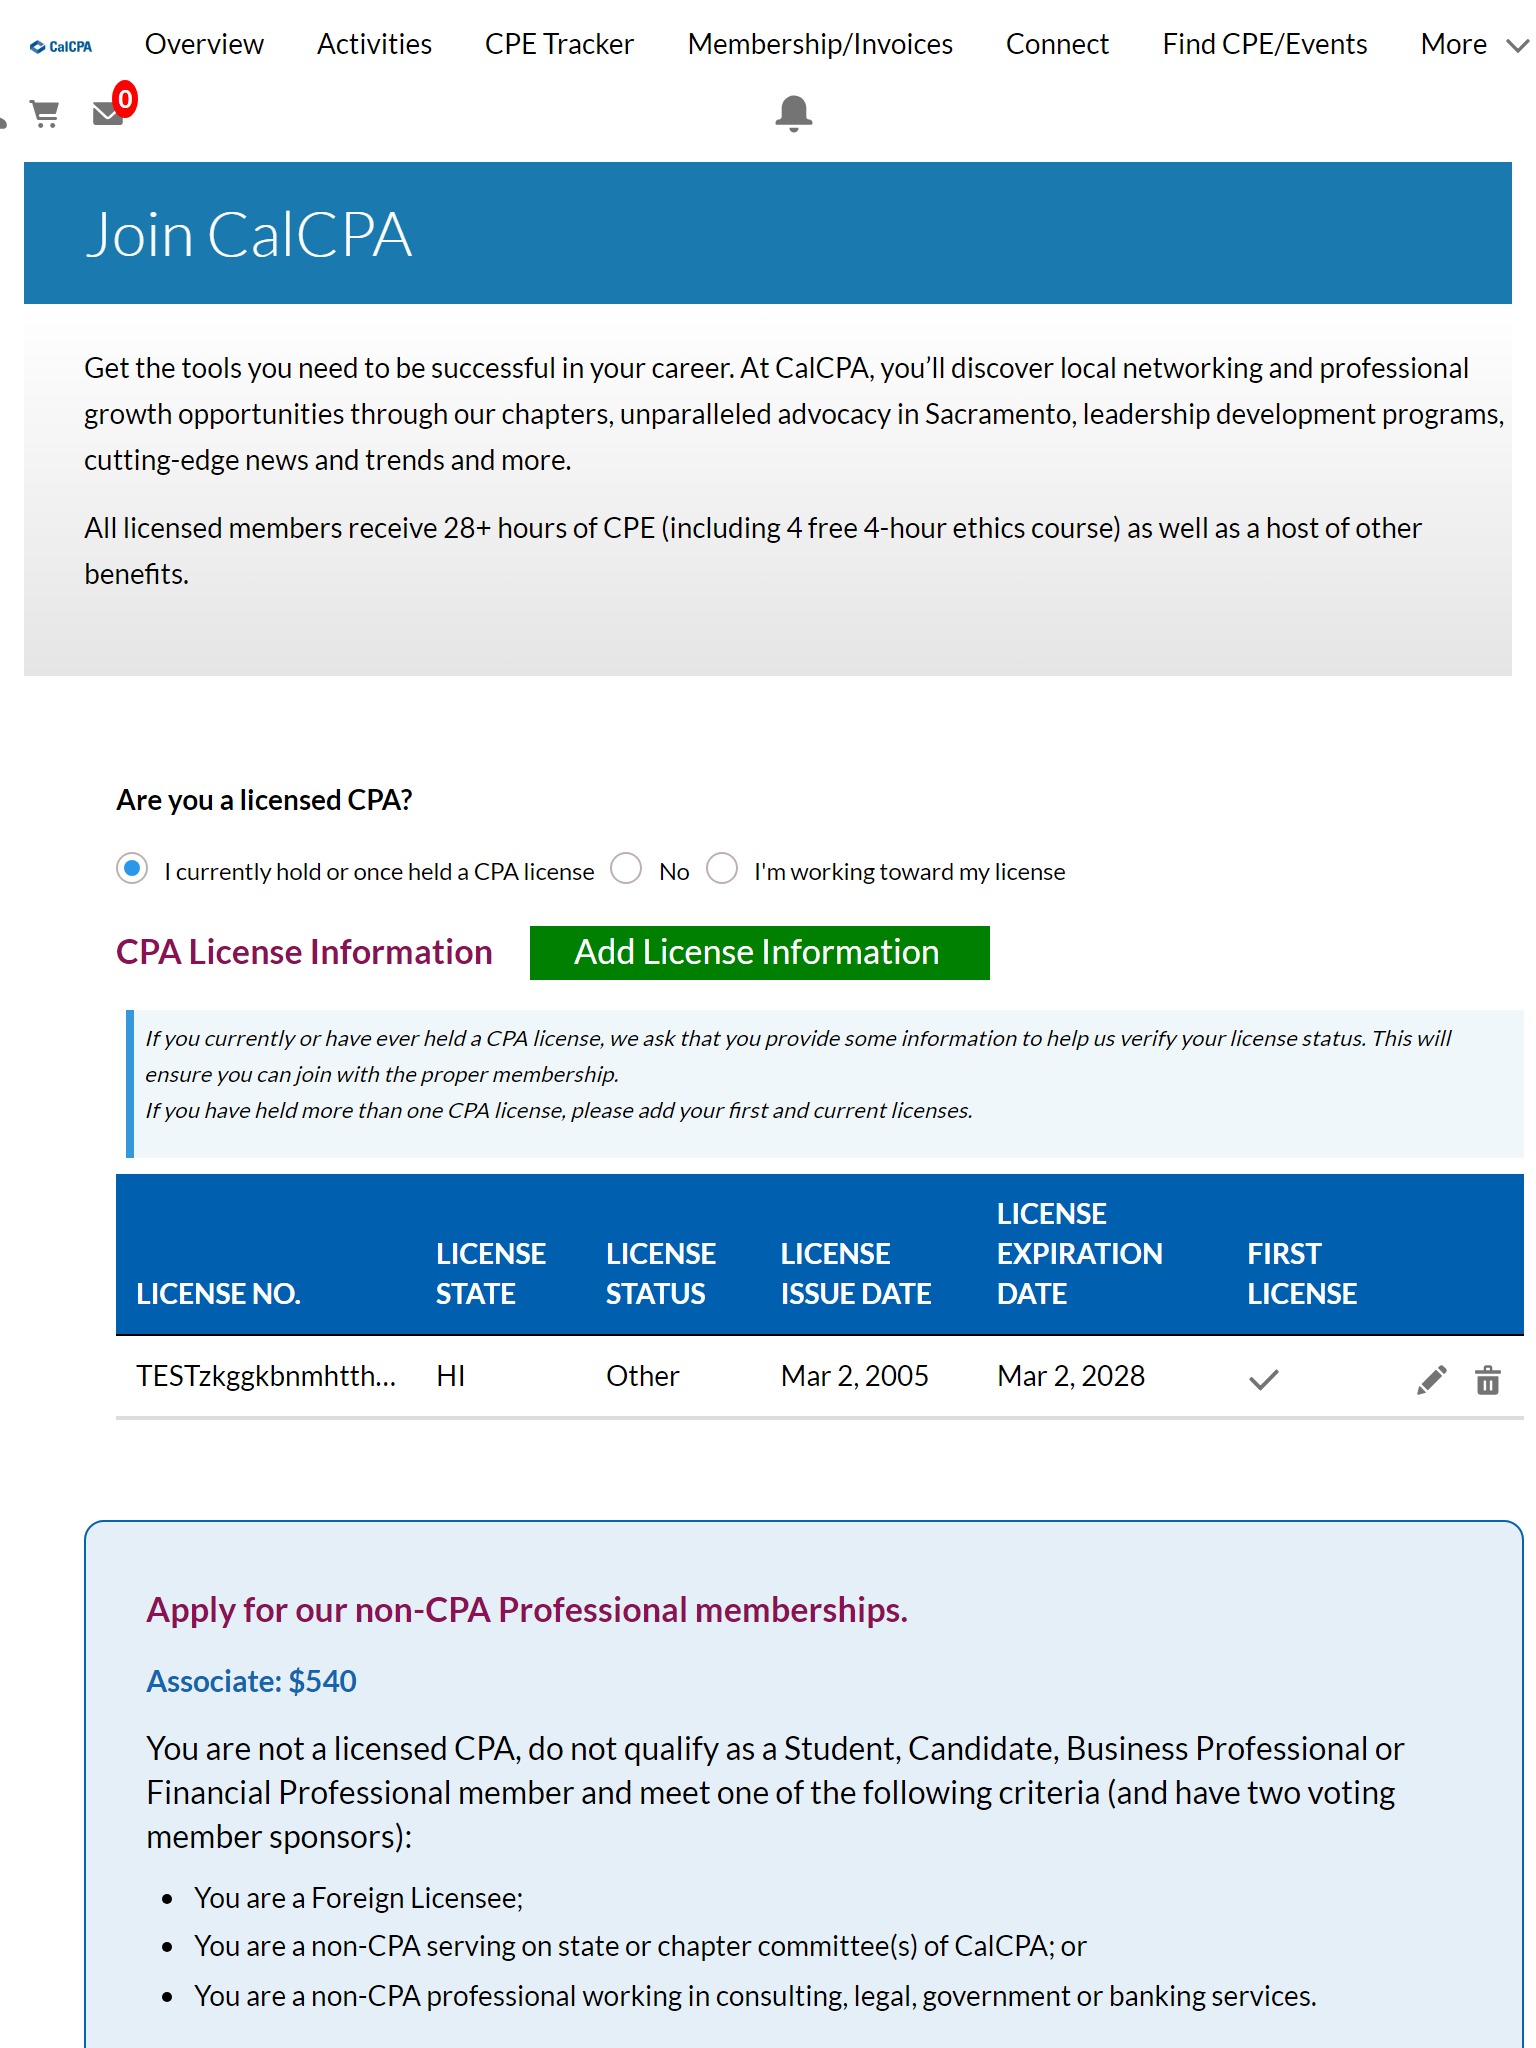 CalCPA Overview Activities CPE Tracker Membership/Invoices Connect Find CPE/Events More
0
Join CalCPA
Get the tools you need to be successful in your career. At CalCPA, you’ll discover local networking and professional
growth opportunities through our chapters, unparalleled advocacy in Sacramento, leadership development programs,
cutting-edge news and trends and more.
All licensed members receive 28+ hours of CPE (including 4 free 4-hour ethics course) as well as a host of other
benefits.
Are you a licensed CPA?
I currently hold or once held a CPA license No I'm working toward my license
CPA License Information Add License Information
If you currently or have ever held a CPA license, we ask that you provide some information to help us verify your license status. This will
ensure you can join with the proper membership.
If you have held more than one CPA license, please add your first and current licenses.
LICENSE NO. LICENSE STATE LICENSE STATUS LICENSE ISSUE DATE LICENSE EXPIRATION DATE FIRST LICENSE
TESTzkggkbnmhtth... HI Other Mar 2, 2005 Mar 2, 2028
Apply for our non-CPA Professional memberships.
Associate: $540
You are not a licensed CPA, do not qualify as a Student, Candidate, Business Professional or
Financial Professional member and meet one of the following criteria (and have two voting
member sponsors):
• You are a Foreign Licensee;
• You are a non-CPA serving on state or chapter committee(s) of CalCPA; or
• You are a non-CPA professional working in consulting, legal, government or banking services.